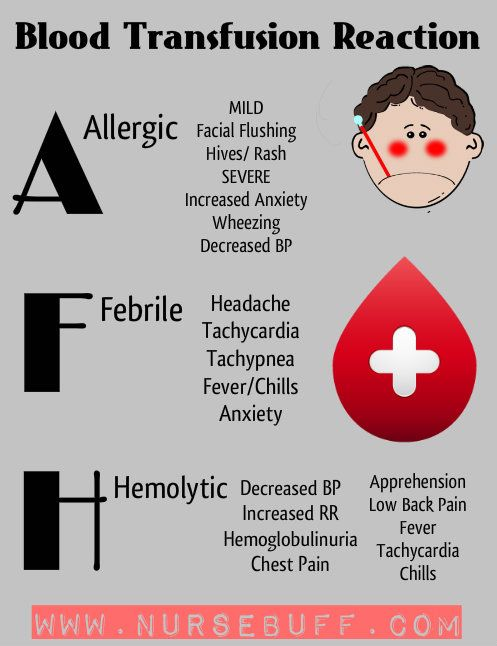 Blood Transfusion Reaction
A
Allergic
MILD
Facial Flushing
Hives/ Rash
SEVERE
Increased Anxiety
Wheezing
Decreased BP
F
Febrile
Headache
Tachycardia
Tachypnea
Fever/Chills
Anxiety
H
Hemolytic
Decreased BP
Increased RR
Hemoglobulinuria
Chest Pain
Apprehension
Low Back Pain
Fever
Tachycardia
Chills
WWW.NURSEBUFF.COM